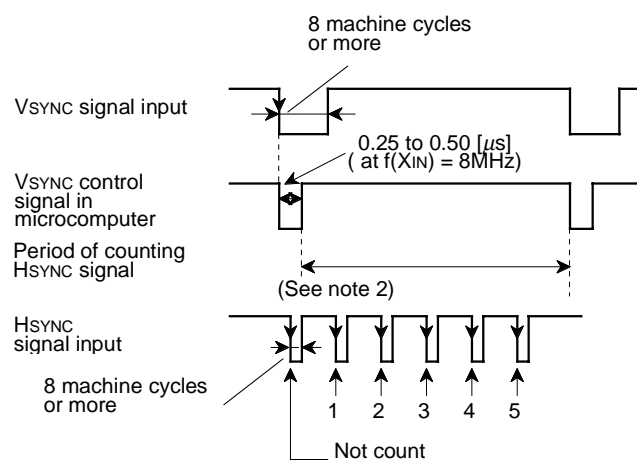 8 machine cycles
or more
VSYNC signal input
0.25 to 0.50 [μs]
( at f(XIN) = 8MHz)
VSYNC control
signal in
microcomputer
Period of counting
HSYNC signal
(See note 2)
HSYNC
signal input
8 machine cycles
or more
1 2 3 4 5
Not count